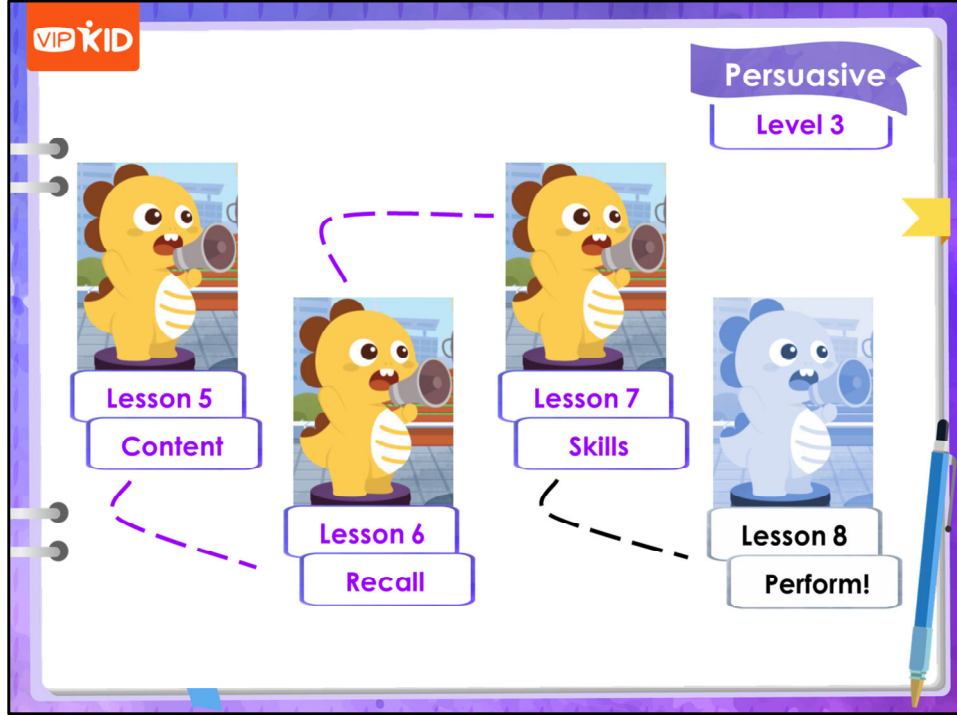 VIPKID
Persuasive
Level 3
Lesson 5
Content
Lesson 6
Recall
Lesson 7
Skills
Lesson 8
Perform!